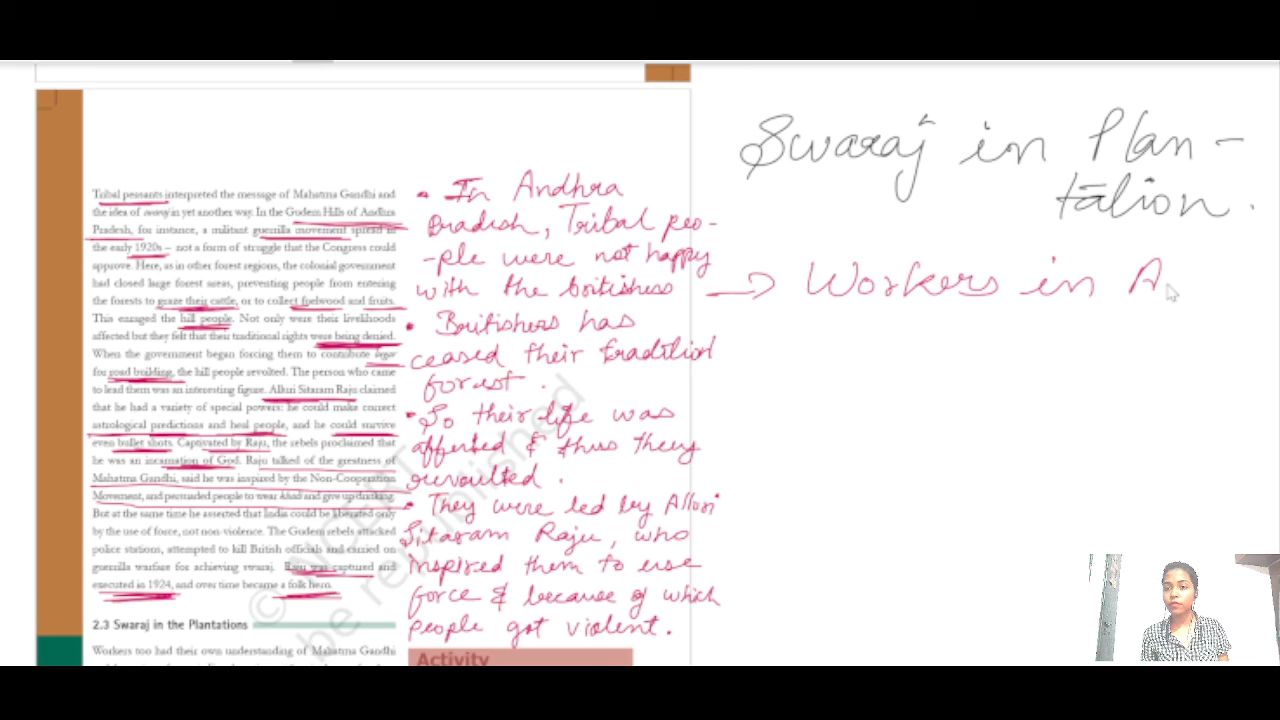 Tribal peasants interpreted the message of Mahatma Gandhi and
the idea of swaraj in yet another way. In the Gudem Hills of Andhra
Pradesh, for instance, a militant guerrilla movement spread in
the early 1920s – not a form of struggle that the Congress could
approve. Here, as in other forest regions, the colonial government
had closed large forest areas, preventing people from entering
the forests to graze their cattle, or to collect fuelwood and fruits.
This enraged the hill people. Not only were their livelihoods
affected but they felt that their traditional rights were being denied.
When the government began forcing them to contribute begar
for road building, the hill people revolted. The person who came
to lead them was an interesting figure. Alluri Sitaram Raju claimed
that he had a variety of special powers: he could make correct
astrological predictions and heal people, and he could survive
even bullet shots. Captivated by Raju, the rebels proclaimed that
he was an incarnation of God. Raju talked of the greatness of
Mahatma Gandhi, said he was inspired by the Non-Cooperation
Movement, and persuaded people to wear khadi and give up drinking.
But at the same time he asserted that India could be liberated only
by the use of force, not non-violence. The Gudem rebels attacked
police stations, attempted to kill British officials and carried on
guerrilla warfare for achieving swaraj. Raju was captured and
executed in 1924, and over time became a folk hero.
2.3 Swaraj in the Plantations
Workers too had their own understanding of Mahatma Gandhi
• In Andhra
Pradesh, Tribal peo-
-ple were not happy
with the britishers
• Britishers has
ceased their tradition
forest.
• So their life was
affected & thus they
revolted.
• They were led by Alluri
Sitaram Raju, who
inspired them to use
force & because of which
people got violent.
Activity
© NCERT
be republished
Swaraj in Plan-
tation.
→ Workers in A